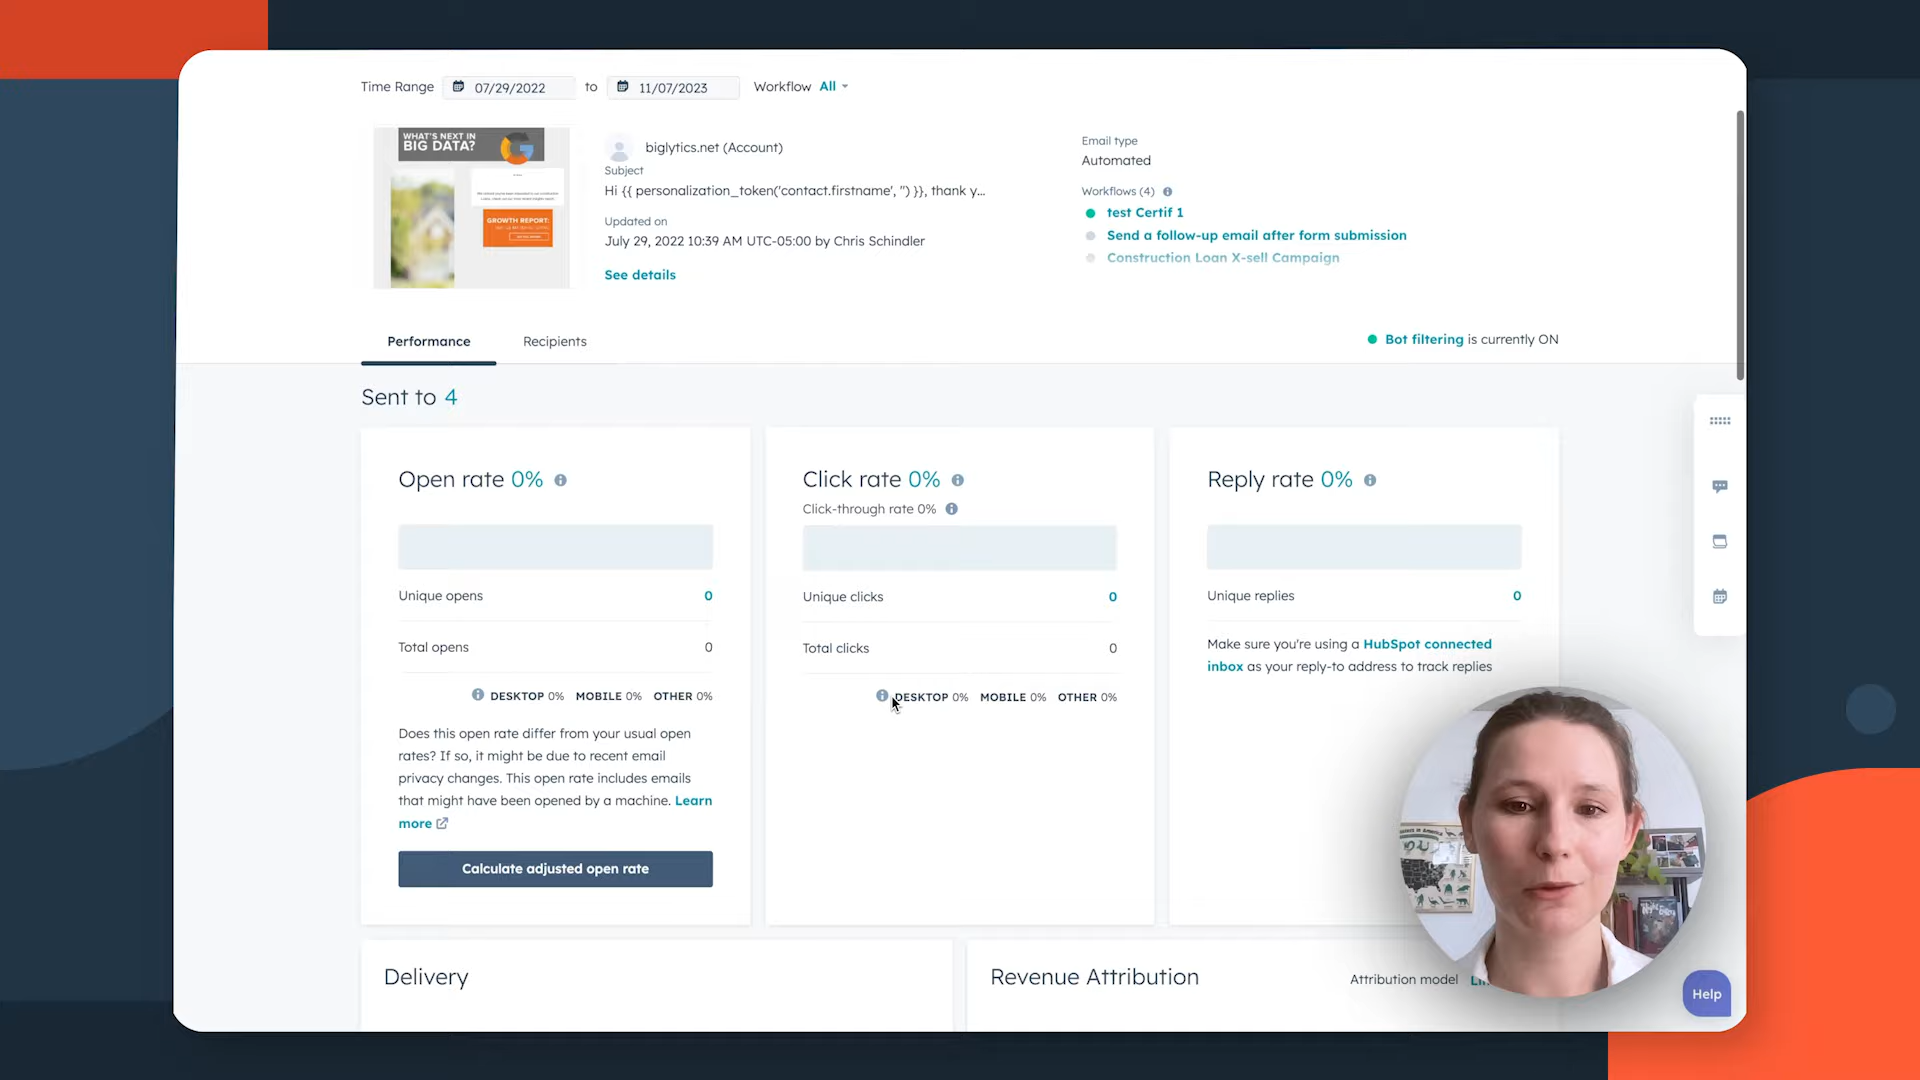 Time Range 07/29/2022 to 11/07/2023 Workflow All
WHAT'S NEXT IN
BIG DATA?
GROWTH REPORT:
biglytics.net (Account)
Subject
Hi {{ personalization_token('contact.firstname', '') }}, thank y...
Updated on
July 29, 2022 10:39 AM UTC-05:00 by Chris Schindler
See details
Email type
Automated
Workflows (4)
test Certif 1
Send a follow-up email after form submission
Construction Loan X-sell Campaign
Performance
Recipients
Bot filtering is currently ON
Sent to 4
Open rate 0%
Unique opens 0
Total opens 0
DESKTOP 0% MOBILE 0% OTHER 0%
Does this open rate differ from your usual open
rates? If so, it might be due to recent email
privacy changes. This open rate includes emails
that might have been opened by a machine. Learn
more
Calculate adjusted open rate
Click rate 0%
Click-through rate 0%
Unique clicks 0
Total clicks 0
DESKTOP 0% MOBILE 0% OTHER 0%
Reply rate 0%
Unique replies 0
Make sure you're using a HubSpot connected
inbox as your reply-to address to track replies
Delivery
Revenue Attribution
Attribution model
Help